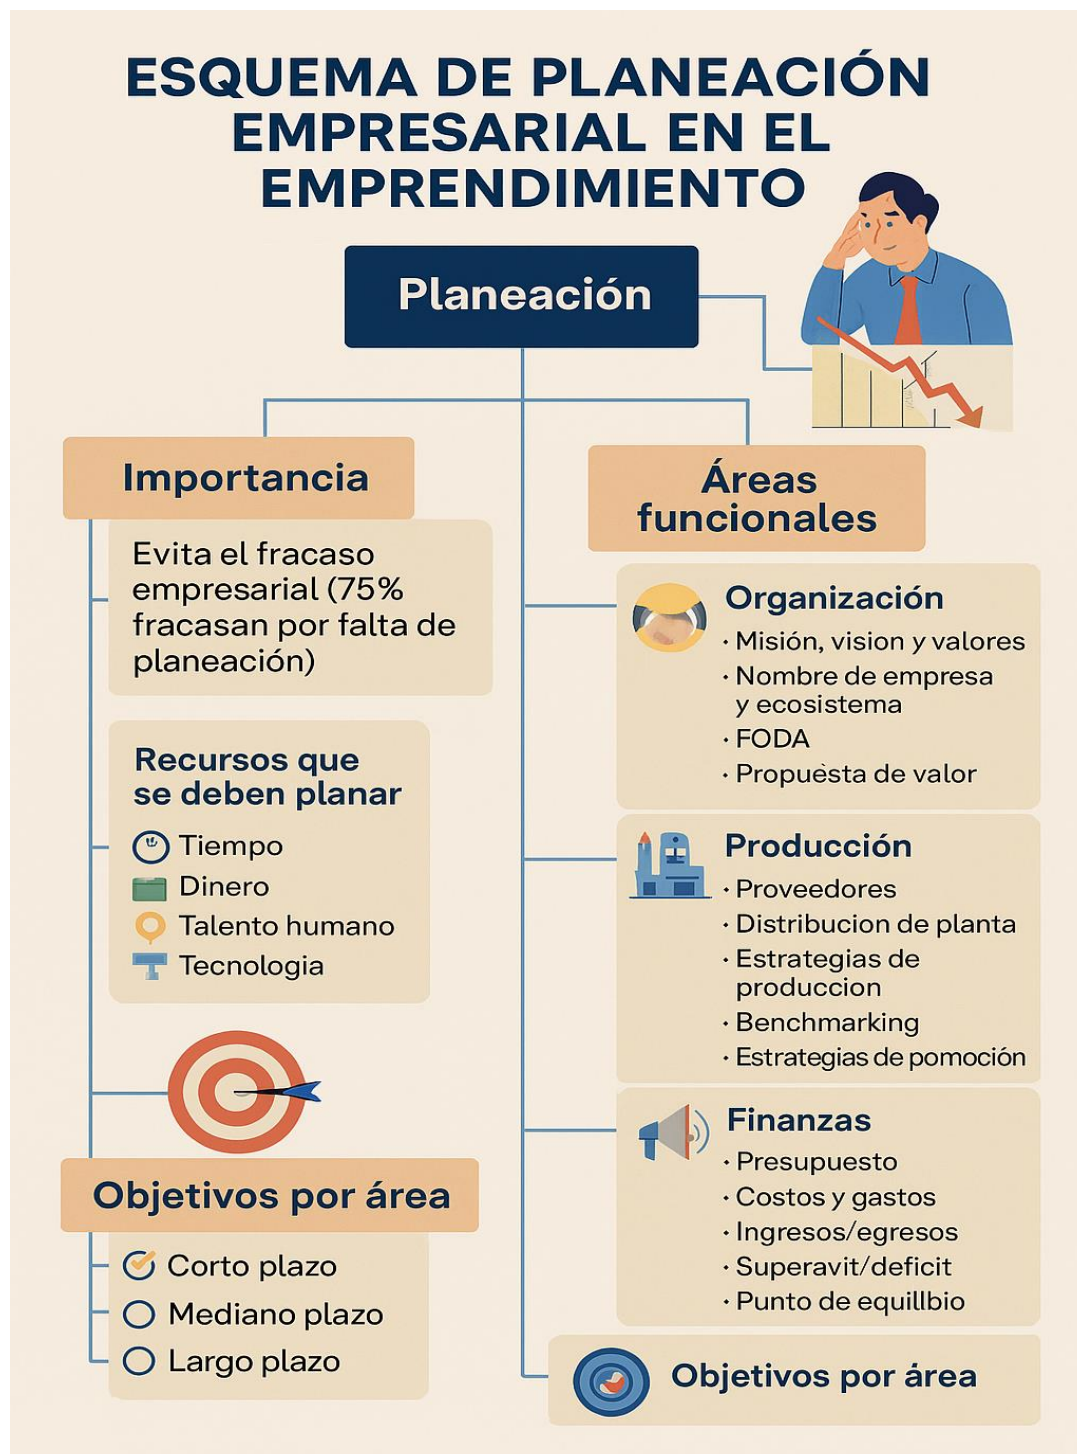 ESQUEMA DE PLANEACIÓN
EMPRESARIAL EN EL
EMPRENDIMIENTO
Planeación
Importancia
Evita el fracaso
empresarial (75%
fracasan por falta de
planeación)
Recursos que
se deben planar
Tiempo
Dinero
Talento humano
Tecnologia
Objetivos por área
Corto plazo
Mediano plazo
Largo plazo
Áreas
funcionales
Organización
· Misión, vision y valores
· Nombre de empresa
y ecosistema
· FODA
· Propuesta de valor
Producción
· Proveedores
· Distribucion de planta
· Estrategias de
produccion
· Benchmarking
· Estrategias de pomoción
Finanzas
· Presupuesto
· Costos y gastos
· Ingresos/egresos
· Superavit/deficit
· Punto de equillbio
Objetivos por área